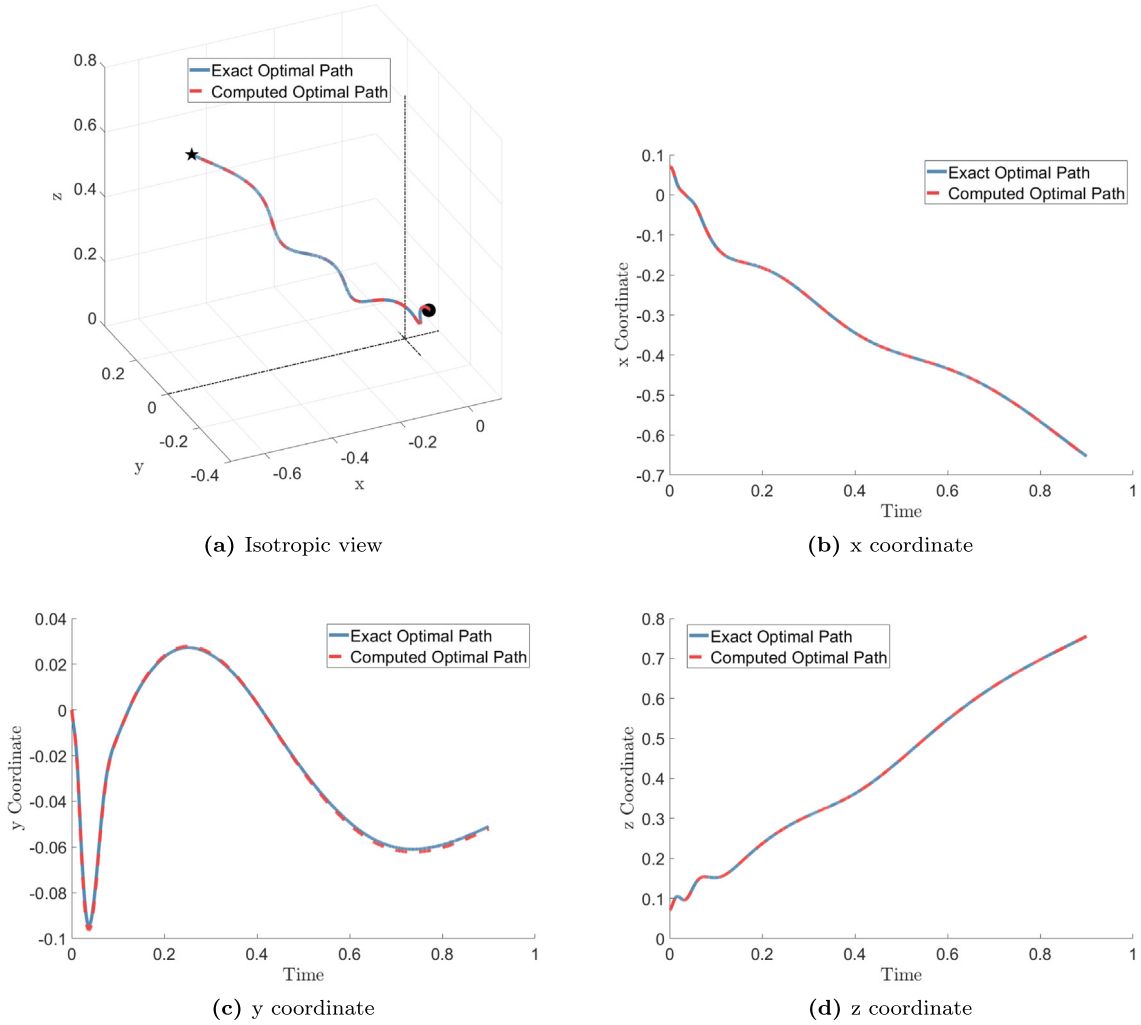 0.8
0.6
0.4
0.2
0
z
Exact Optimal Path
Computed Optimal Path
0.2
0
-0.2
-0.4
y
-0.6
-0.4
-0.2
0
x
(a) Isotropic view
0.1
0
-0.1
-0.2
-0.3
-0.4
-0.5
-0.6
-0.7
x Coordinate
Exact Optimal Path
Computed Optimal Path
0 0.2 0.4 0.6 0.8 1
Time
(b) x coordinate
0.04
0.02
0
-0.02
-0.04
-0.06
-0.08
-0.1
y Coordinate
Exact Optimal Path
Computed Optimal Path
0 0.2 0.4 0.6 0.8 1
Time
(c) y coordinate
0.8
0.7
0.6
0.5
0.4
0.3
0.2
0.1
0
z Coordinate
Exact Optimal Path
Computed Optimal Path
0 0.2 0.4 0.6 0.8 1
Time
(d) z coordinate